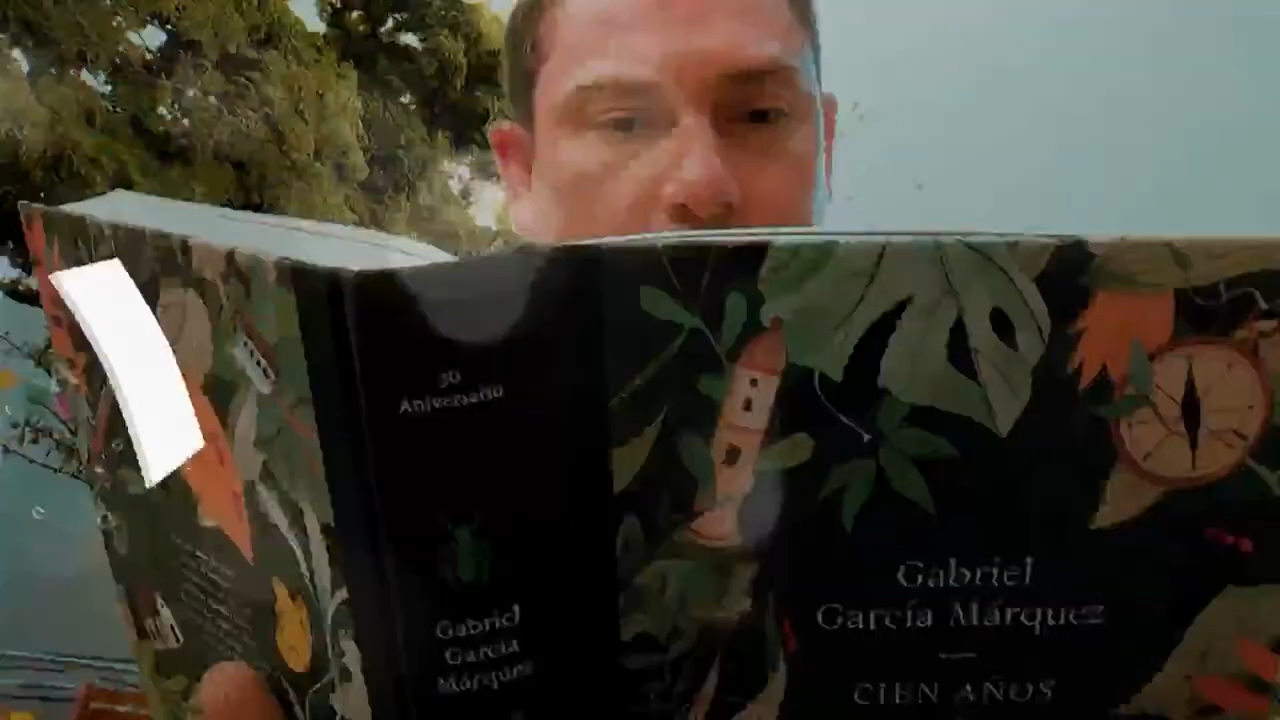 50
Aniversario
Gabriel
García
Márquez
Gabriel
García Márquez
CIEN AÑOS